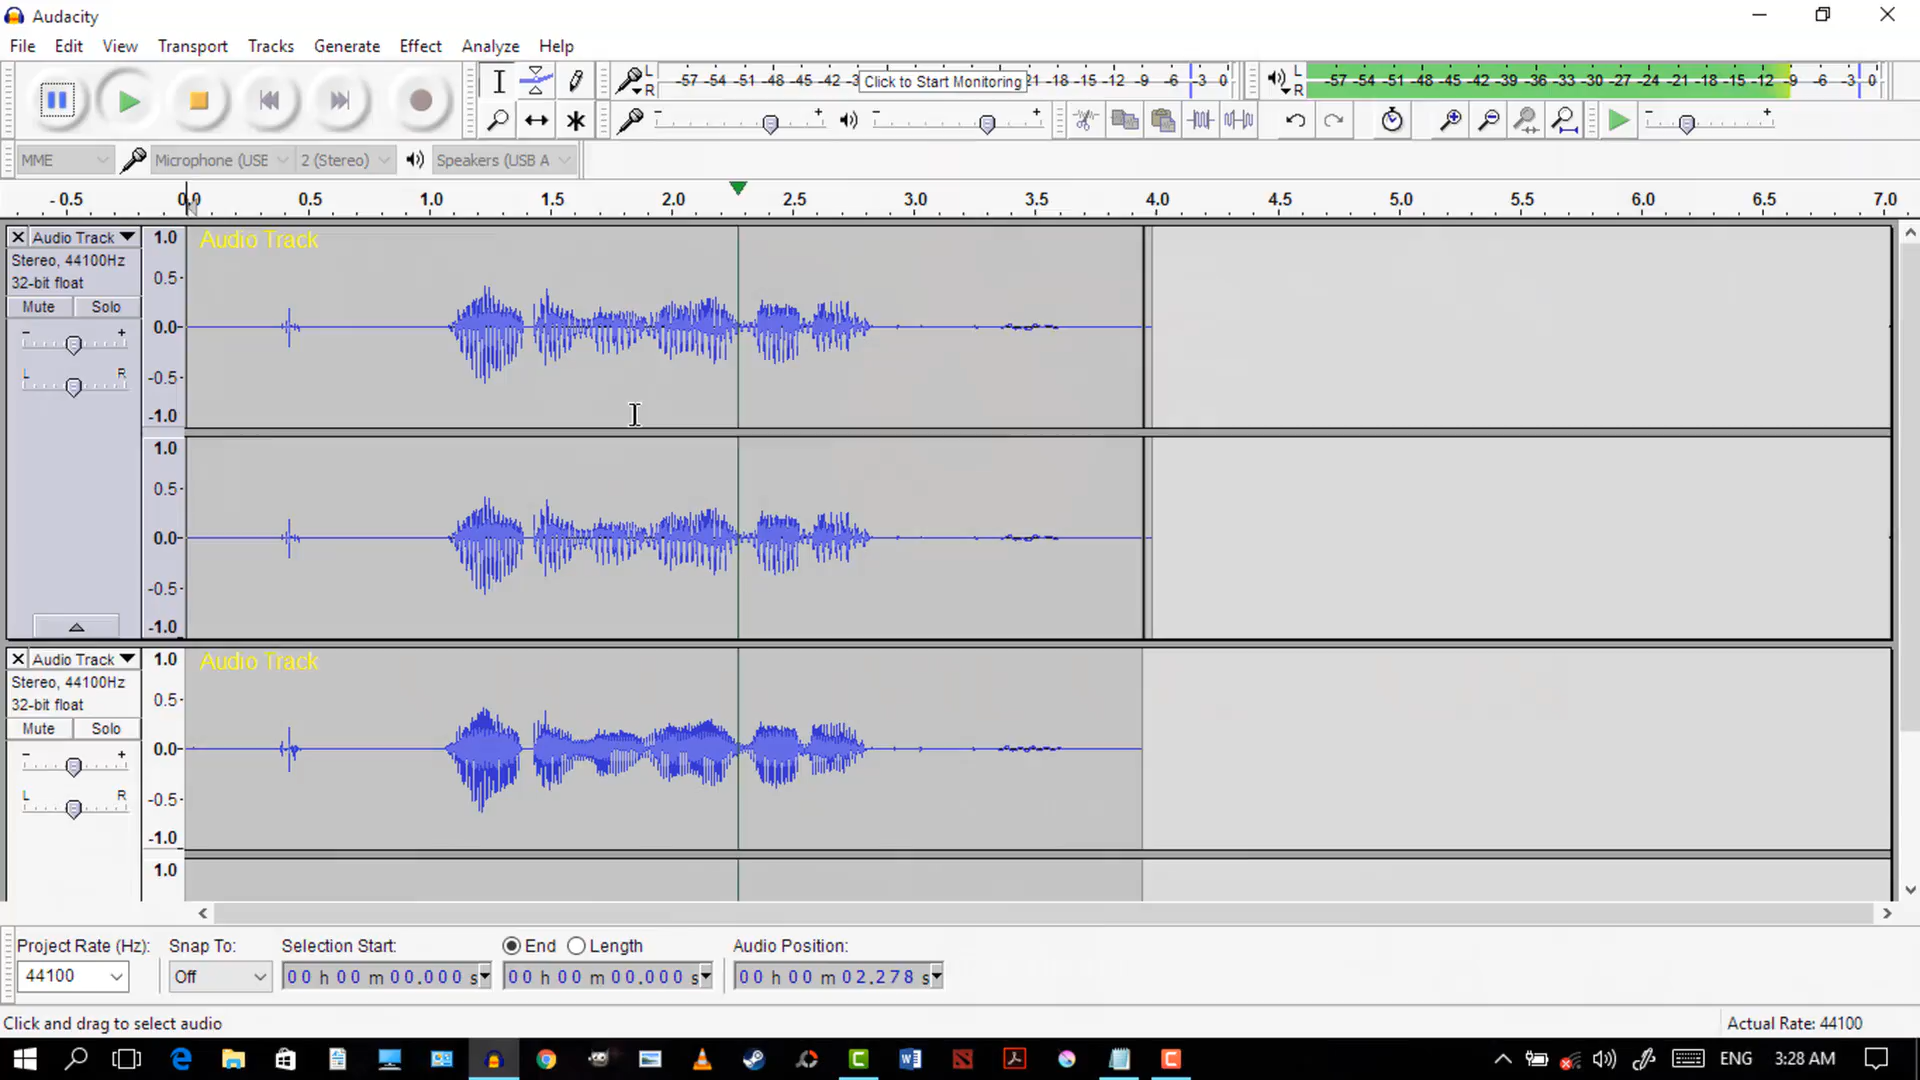 Audacity
File Edit View Transport Tracks Generate Effect Analyze Help
L R -57 -54 -51 -48 -45 -42 -3 Click to Start Monitoring 21 -18 -15 -12 -9 -6 -3 0 L R -57 -54 -51 -48 -45 -42 -39 -36 -33 -30 -27 -24 -21 -18 -15 -12 -9 -6 -3 0
- + - + - +
MME Microphone (USE 2 (Stereo) Speakers (USB A
- 0.5 0.0 0.5 1.0 1.5 2.0 2.5 3.0 3.5 4.0 4.5 5.0 5.5 6.0 6.5 7.0
Audio Track 1.0 Audio Track
Stereo, 44100Hz
32-bit float 0.5
Mute Solo
- + 0.0
L R -0.5
-1.0
1.0
0.5
0.0
-0.5
-1.0
Audio Track 1.0 Audio Track
Stereo, 44100Hz
32-bit float 0.5
Mute Solo
- + 0.0
L R -0.5
-1.0
1.0
Project Rate (Hz): Snap To: Selection Start: End Length Audio Position:
44100 Off 00 h 00 m 00.000 s 00 h 00 m 00.000 s 00 h 00 m 02.278 s
Click and drag to select audio Actual Rate: 44100
ENG 3:28 AM